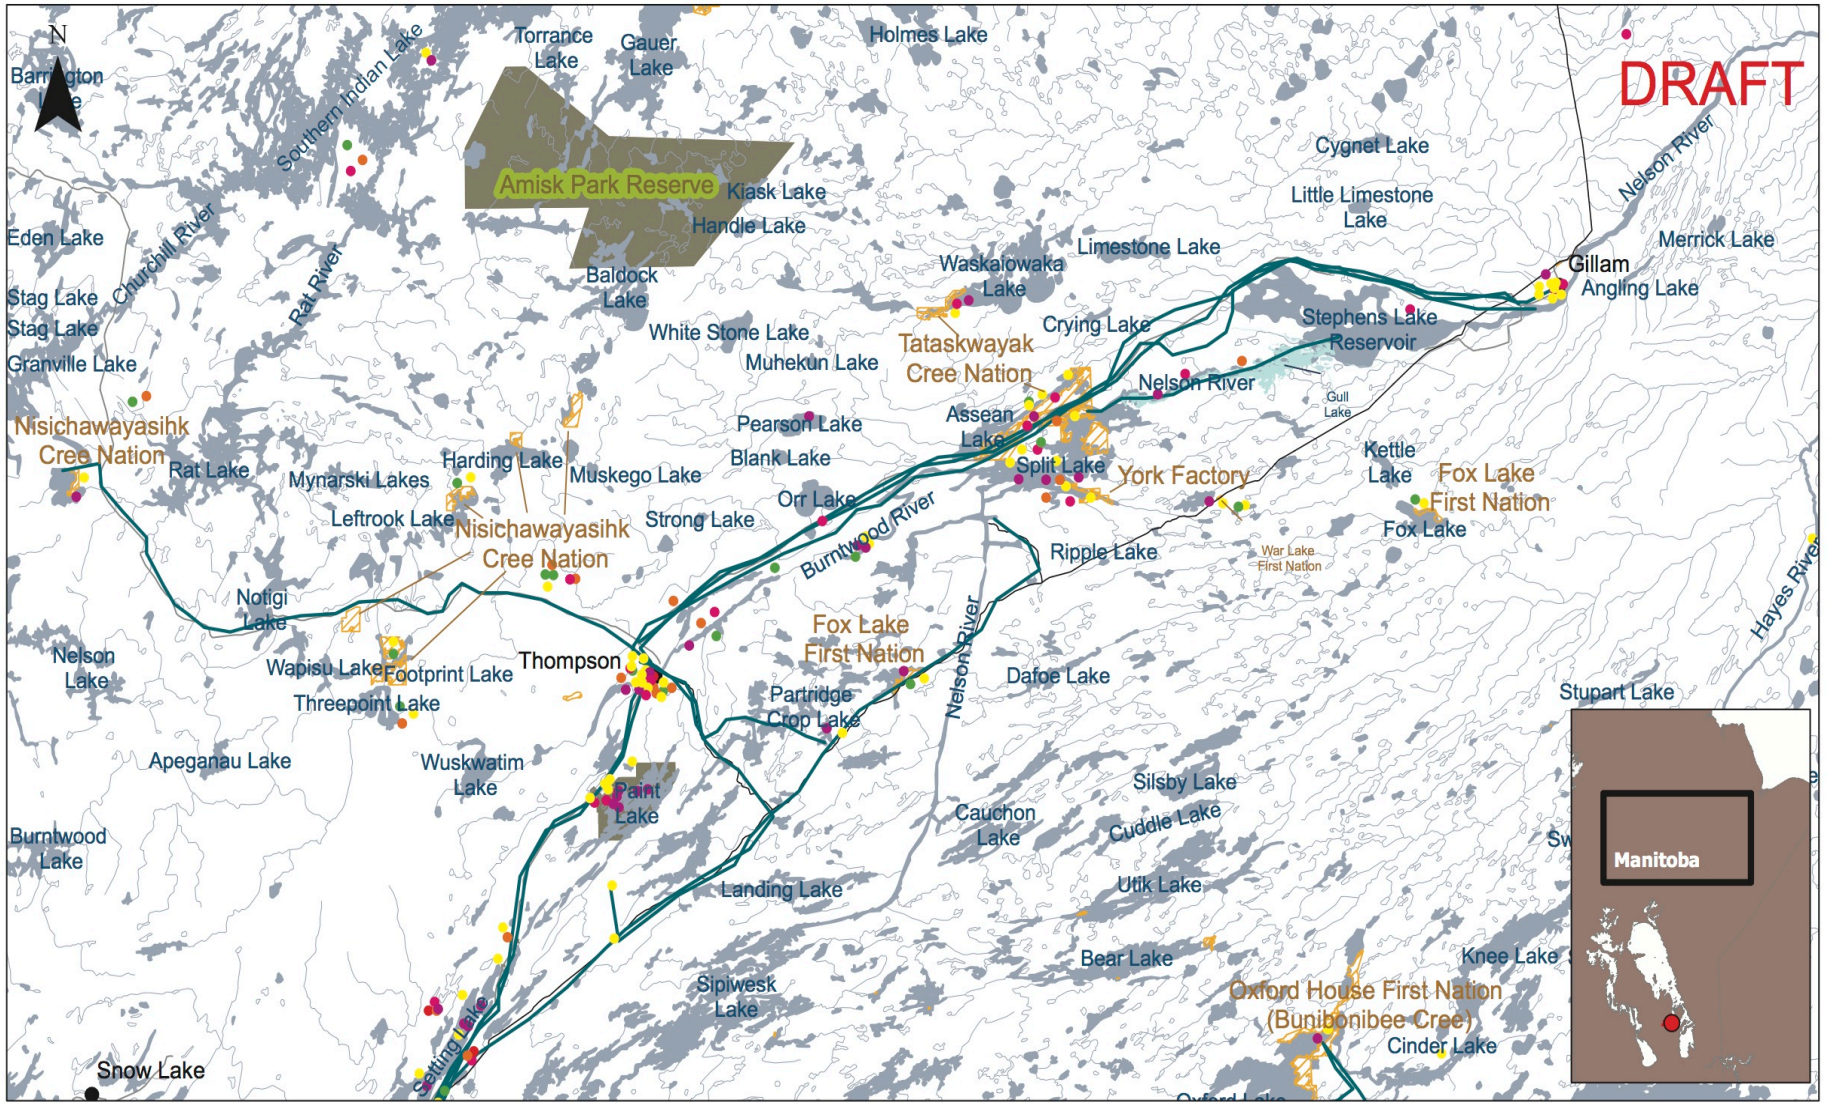 N
Barrington
Lake
Southern Indian Lake
Torrance
Lake
Gauer
Lake
Holmes Lake
DRAFT
Cygnet Lake
Nelson River
Amisk Park Reserve
Kiask Lake
Little Limestone
Lake
Handle Lake
Eden Lake
Churchill River
Rat River
Limestone Lake
Merrick Lake
Waskaiowaka
Lake
Gillam
Baldock
Lake
Angling Lake
Stag Lake
Stag Lake
White Stone Lake
Crying Lake
Stephens Lake
Reservoir
Tataskwayak
Cree Nation
Granville Lake
Muhekun Lake
Nelson River
Gull
Lake
Nisichawayasihk
Cree Nation
Pearson Lake
Assean
Lake
Rat Lake
Mynarski Lakes
Harding Lake
Muskego Lake
Blank Lake
Split Lake
York Factory
Kettle
Lake
Fox Lake
First Nation
Leftrook Lake
Orr Lake
Strong Lake
Nisichawayasihk
Cree Nation
Burntwood River
Fox Lake
Ripple Lake
War Lake
First Nation
Hayes River
Notigi
Lake
Fox Lake
First Nation
Nelson River
Nelson
Lake
Wapisu Lake
Footprint Lake
Thompson
Dafoe Lake
Threepoint Lake
Partridge
Crop Lake
Stupart Lake
Apeganau Lake
Wuskwatim
Lake
Paint
Lake
Silsby Lake
Cauchon
Lake
Cuddle Lake
Burntwood
Lake
Sw
Manitoba
Landing Lake
Utik Lake
Bear Lake
Knee Lake
Sipiwesk
Lake
Oxford House First Nation
(Bunibonibee Cree)
Cinder Lake
Setting Lake
Snow Lake
Oxford Lake